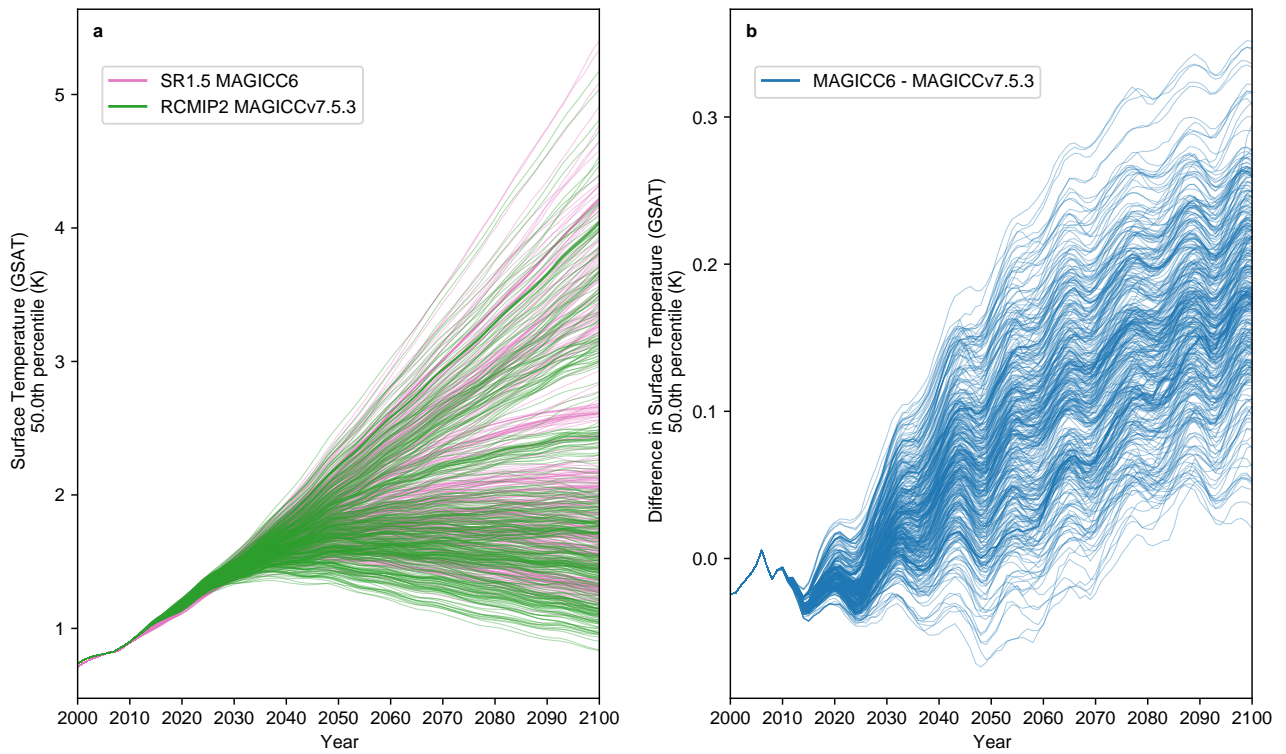 a
SR1.5 MAGICC6
RCMIP2 MAGICCv7.5.3
5
4
3
2
1
Surface Temperature (GSAT)
50.0th percentile (K)
2000 2010 2020 2030 2040 2050 2060 2070 2080 2090 2100
Year
b
MAGICC6 - MAGICCv7.5.3
0.3
0.2
0.1
0.0
Difference in Surface Temperature (GSAT)
50.0th percentile (K)
2000 2010 2020 2030 2040 2050 2060 2070 2080 2090 2100
Year